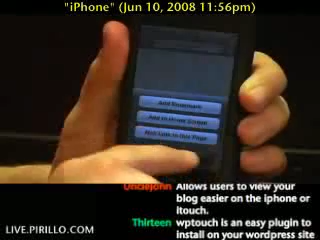 "iPhone" (Jun 10, 2008 11:56pm)
Add Bookmark
Add to Home Screen
Mail Link to this Page
UncleJohn Allows users to view your
blog easier on the iphone or
itouch.
Thirteen wptouch is an easy plugin to
install on your wordpress site
LIVE.PIRILLO.COM